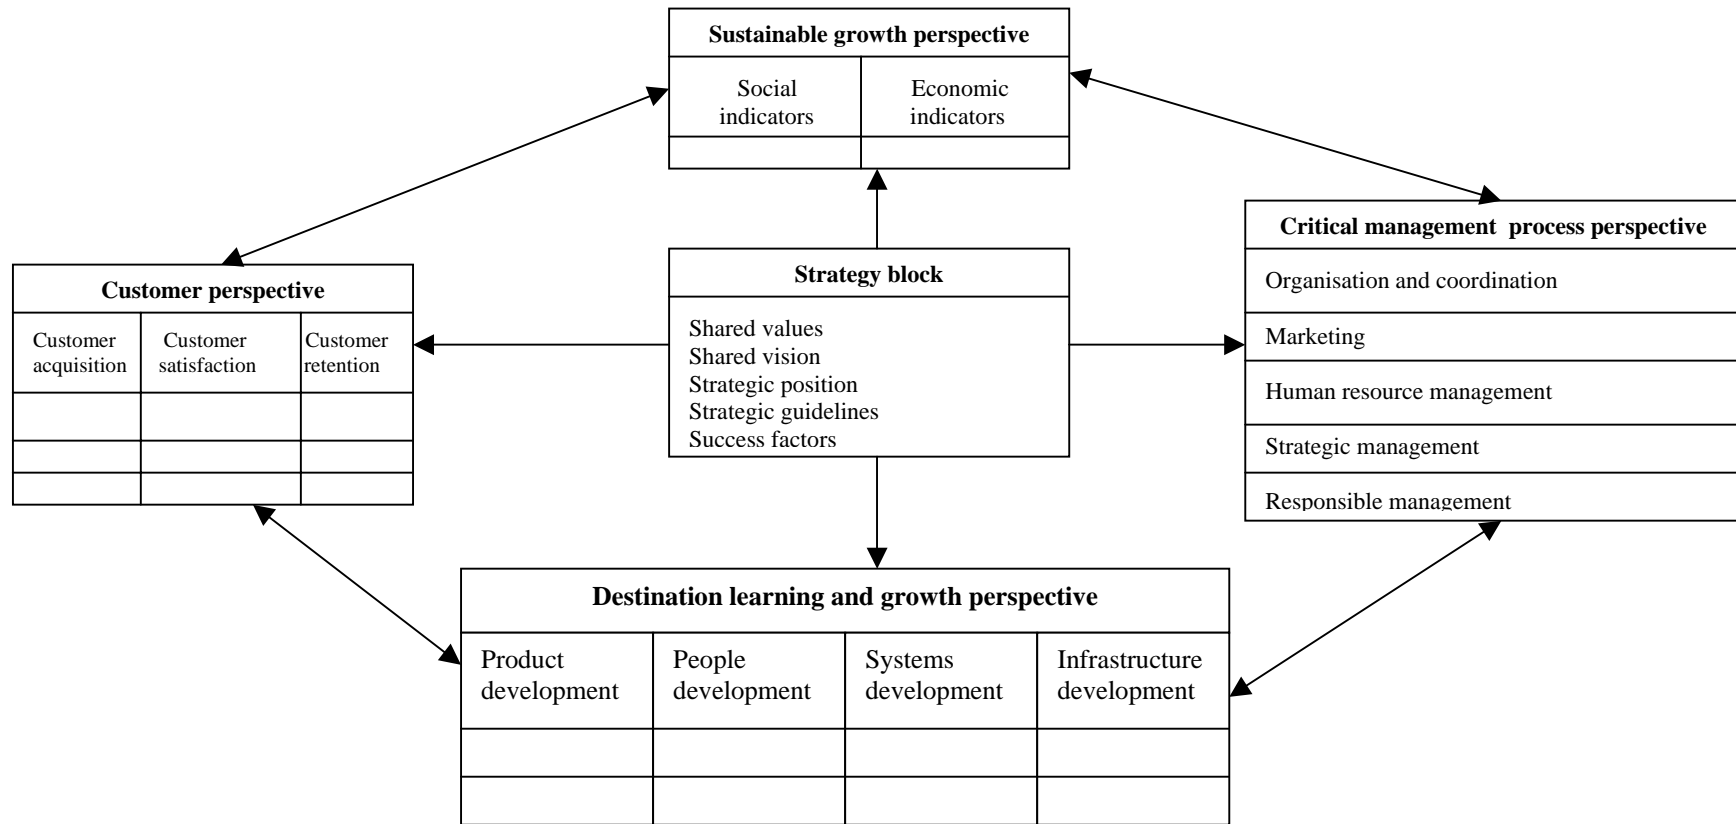 Sustainable growth perspective
Social
indicators
Economic
indicators
Critical management process perspective
Organisation and coordination
Marketing
Human resource management
Strategic management
Responsible management
Strategy block
Shared values
Shared vision
Strategic position
Strategic guidelines
Success factors
Customer perspective
Customer
acquisition
Customer
satisfaction
Customer
retention
Destination learning and growth perspective
Product
development
People
development
Systems
development
Infrastructure
development